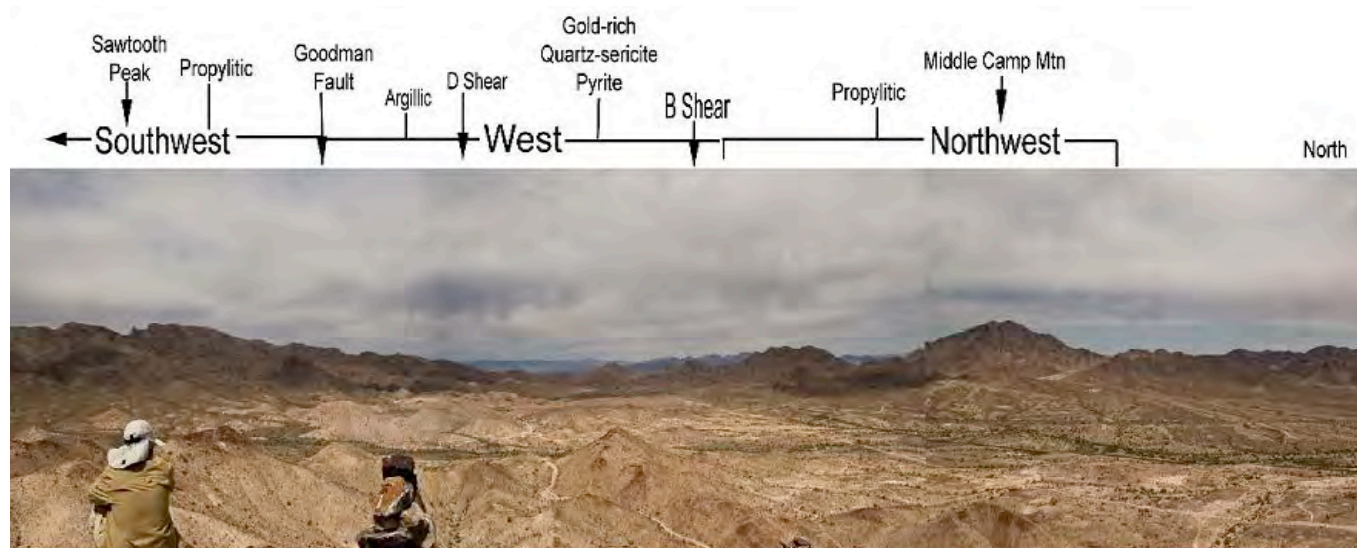 Sawtooth
Peak
Propylitic
Goodman
Fault
Argillic
D Shear
Gold-rich
Quartz-sericite
Pyrite
B Shear
Propylitic
Middle Camp Mtn
Southwest
West
Northwest
North